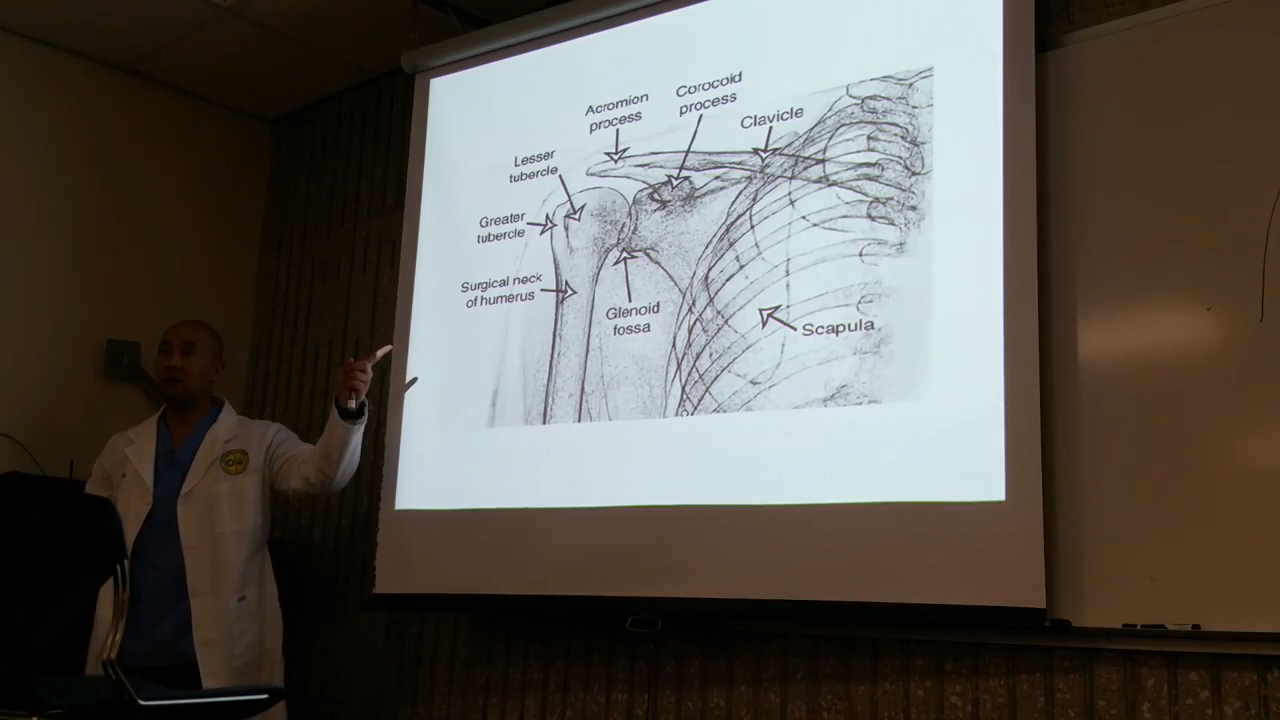 Acromion
process
Corocoid
process
Clavicle
Lesser
tubercle
Greater
tubercle
Surgical neck
of humerus
Glenoid
fossa
Scapula